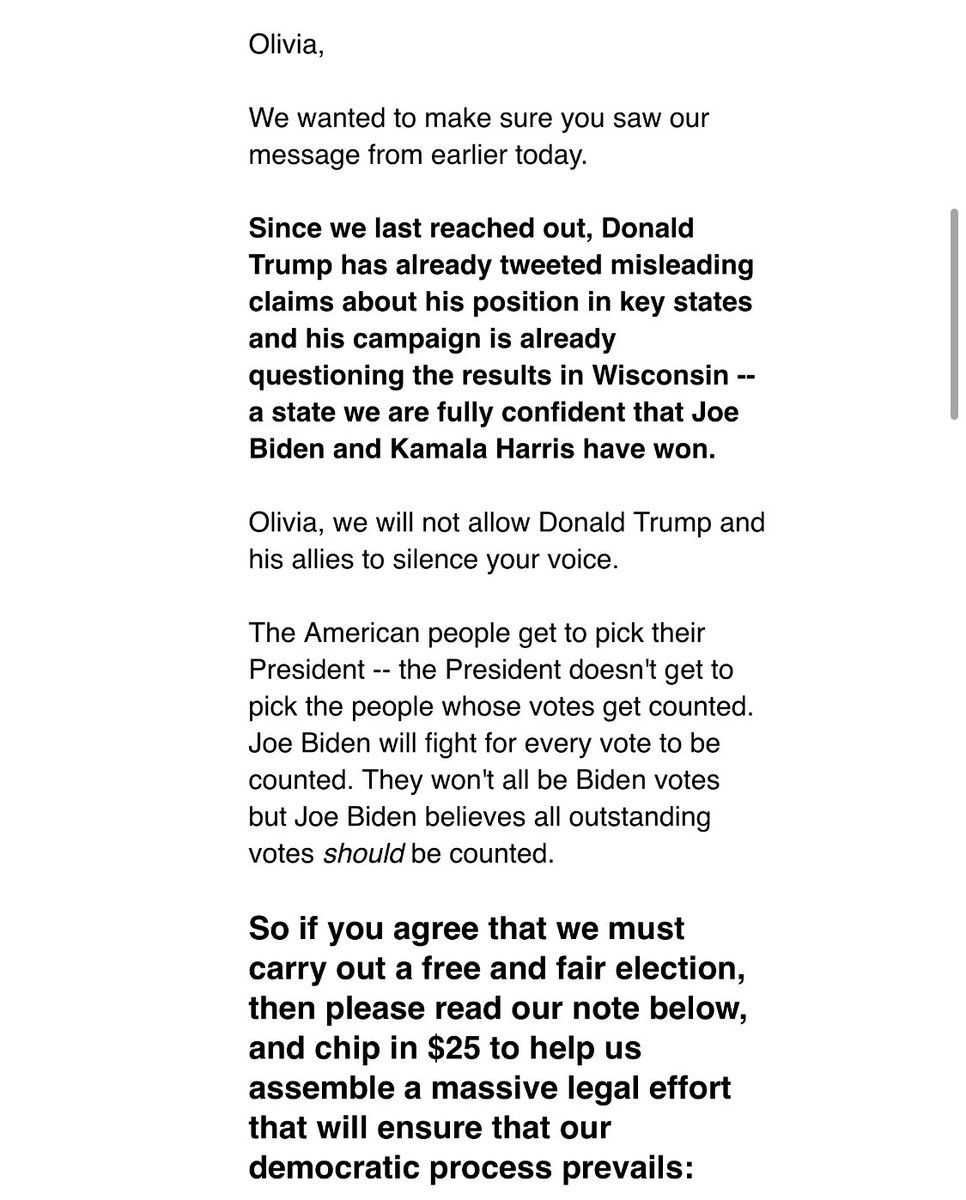 Olivia,
We wanted to make sure you saw our
message from earlier today.
Since we last reached out, Donald
Trump has already tweeted misleading
claims about his position in key states
and his campaign is already
questioning the results in Wisconsin --
a state we are fully confident that Joe
Biden and Kamala Harris have won.
Olivia, we will not allow Donald Trump and
his allies to silence your voice.
The American people get to pick their
President -- the President doesn't get to
pick the people whose votes get counted.
Joe Biden will fight for every vote to be
counted. They won't all be Biden votes
but Joe Biden believes all outstanding
votes should be counted.
So if you agree that we must
carry out a free and fair election,
then please read our note below,
and chip in $25 to help us
assemble a massive legal effort
that will ensure that our
democratic process prevails: